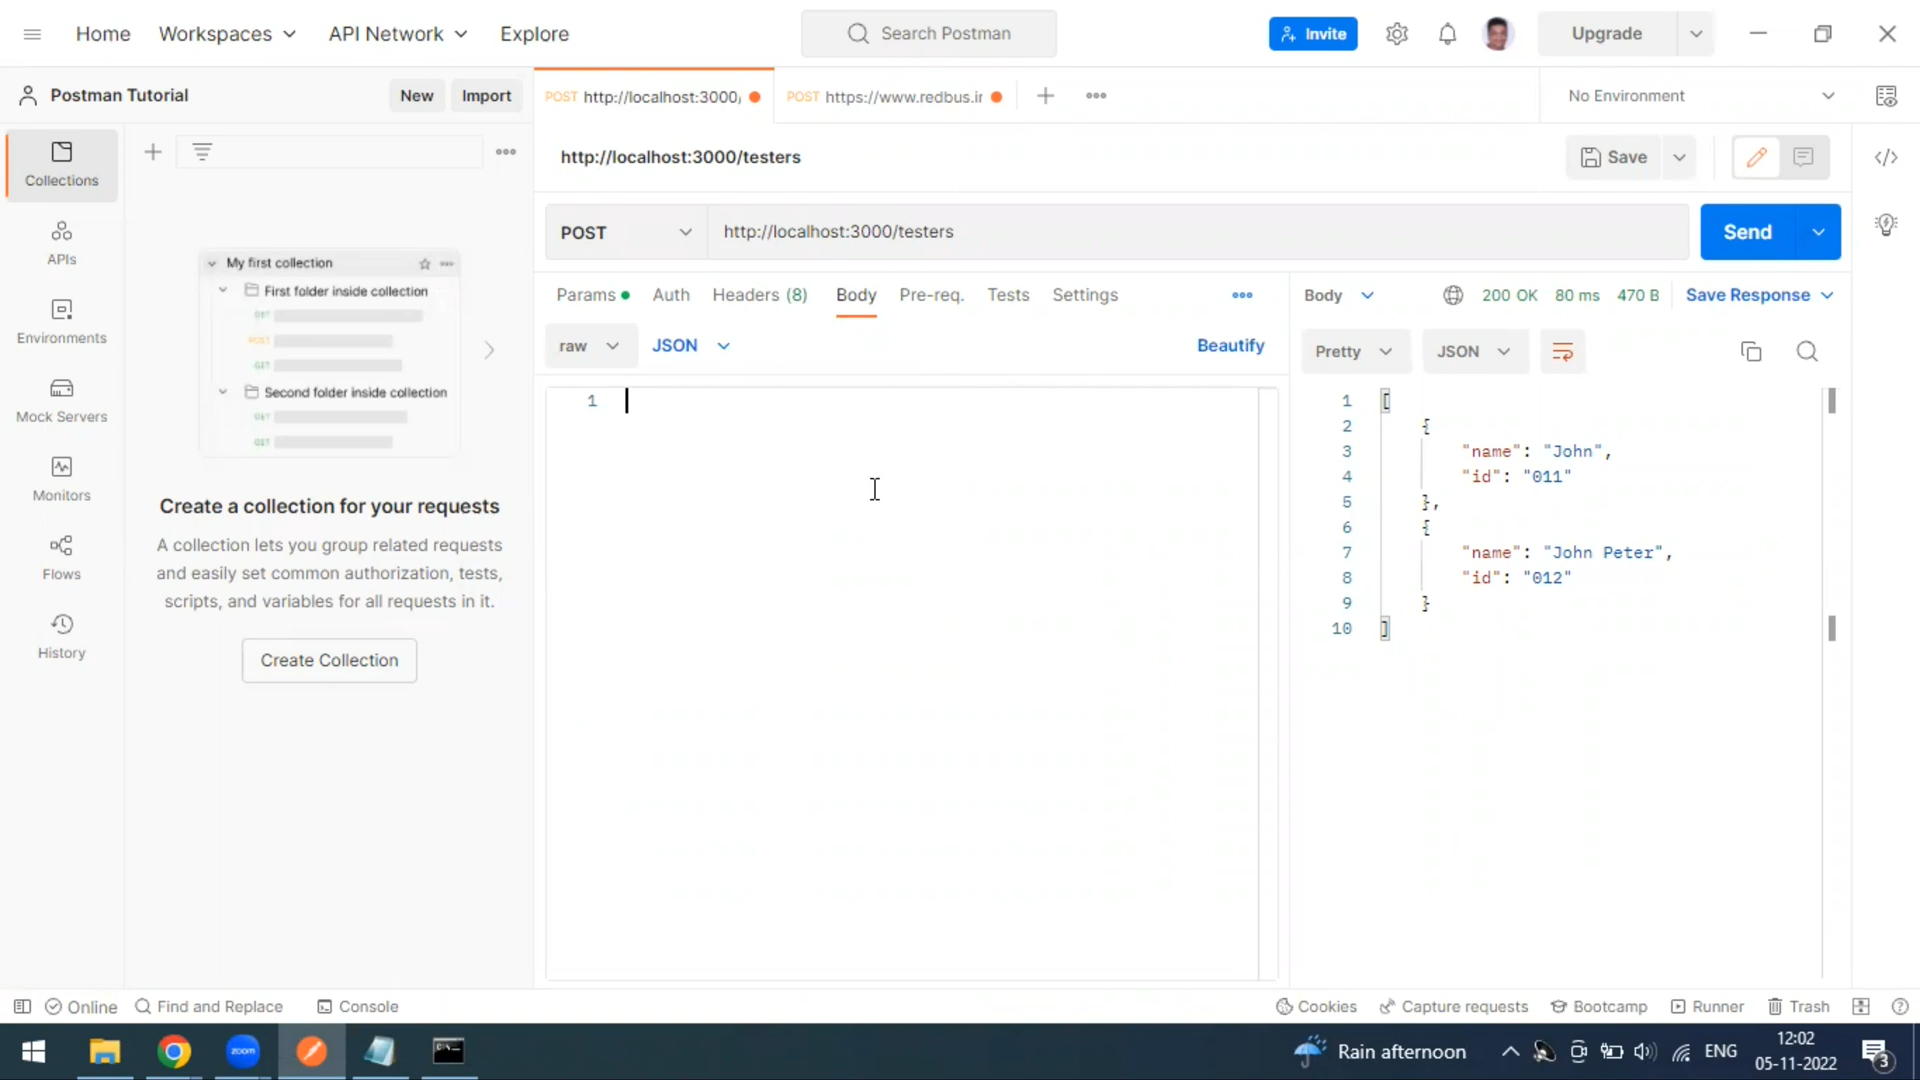 Home Workspaces API Network Explore Search Postman Invite Upgrade
Postman Tutorial New Import POST http://localhost:3000, POST https://www.redbus.ir No Environment
Collections
APIs
Environments
Mock Servers
Monitors
Flows
History
My first collection
First folder inside collection
GET
POST
GET
Second folder inside collection
GET
GET
Create a collection for your requests
A collection lets you group related requests
and easily set common authorization, tests,
scripts, and variables for all requests in it.
Create Collection
http://localhost:3000/testers Save
POST http://localhost:3000/testers Send
Params Auth Headers (8) Body Pre-req. Tests Settings
raw JSON Beautify
1
Body 200 OK 80 ms 470 B Save Response
Pretty JSON
1 [
2 {
3 "name": "John",
4 "id": "011"
5 },
6 {
7 "name": "John Peter",
8 "id": "012"
9 }
10 ]
Online Find and Replace Console Cookies Capture requests Bootcamp Runner Trash
zoom Rain afternoon ENG 12:02
05-11-2022 3